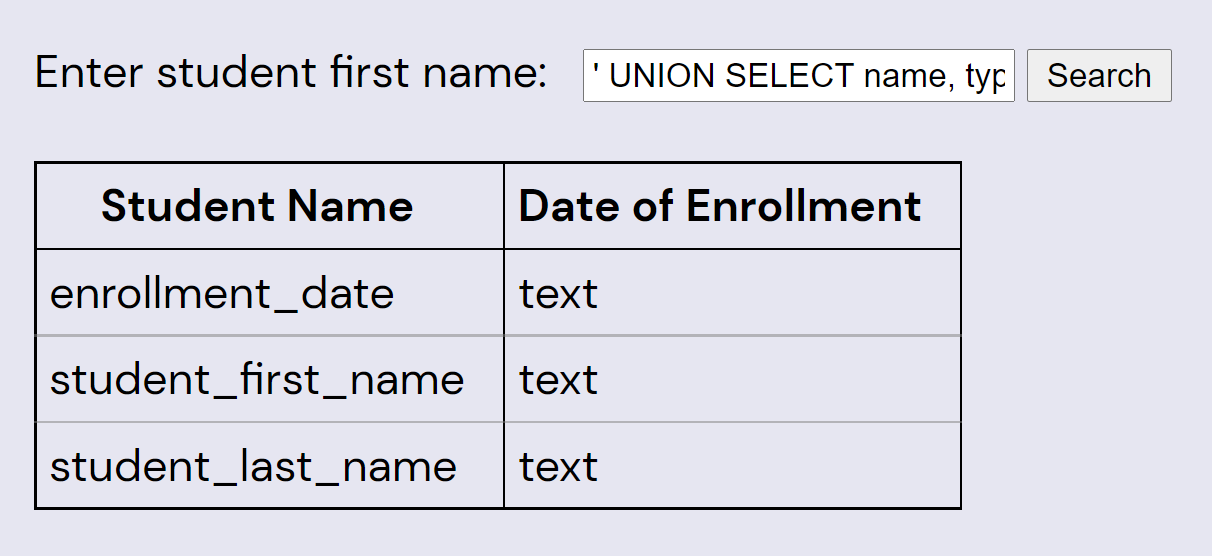 Enter student first name: ' UNION SELECT name, typ Search
Student Name Date of Enrollment
enrollment_date text
student_first_name text
student_last_name text